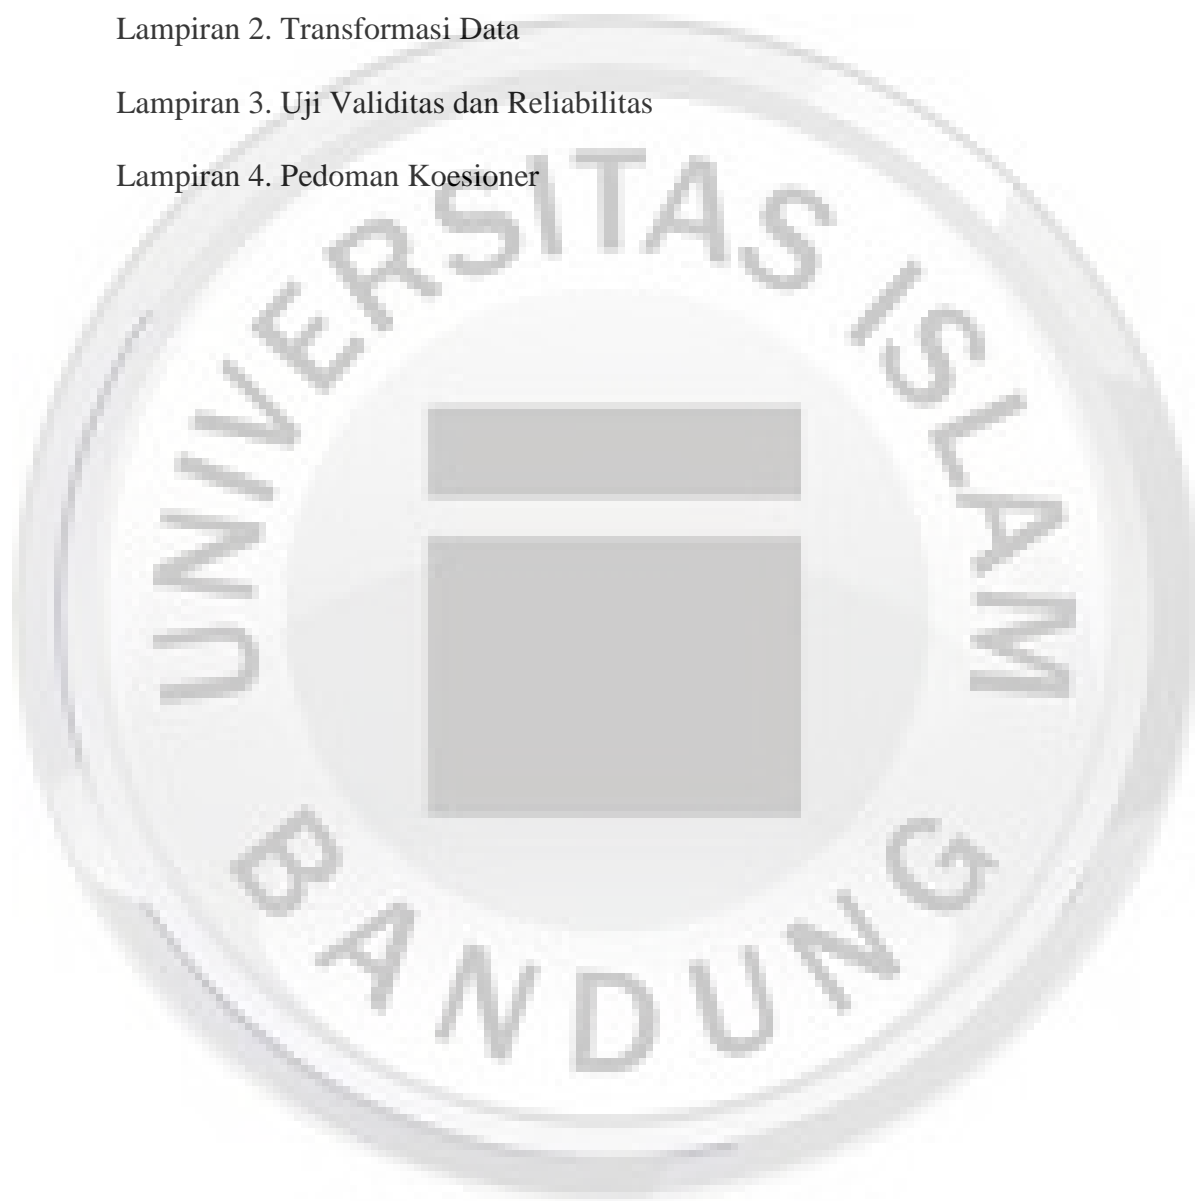 Lampiran 2. Transformasi Data
Lampiran 3. Uji Validitas dan Reliabilitas
Lampiran 4. Pedoman Koesioner
UNIVERSITAS ISLAM
BANDUNG